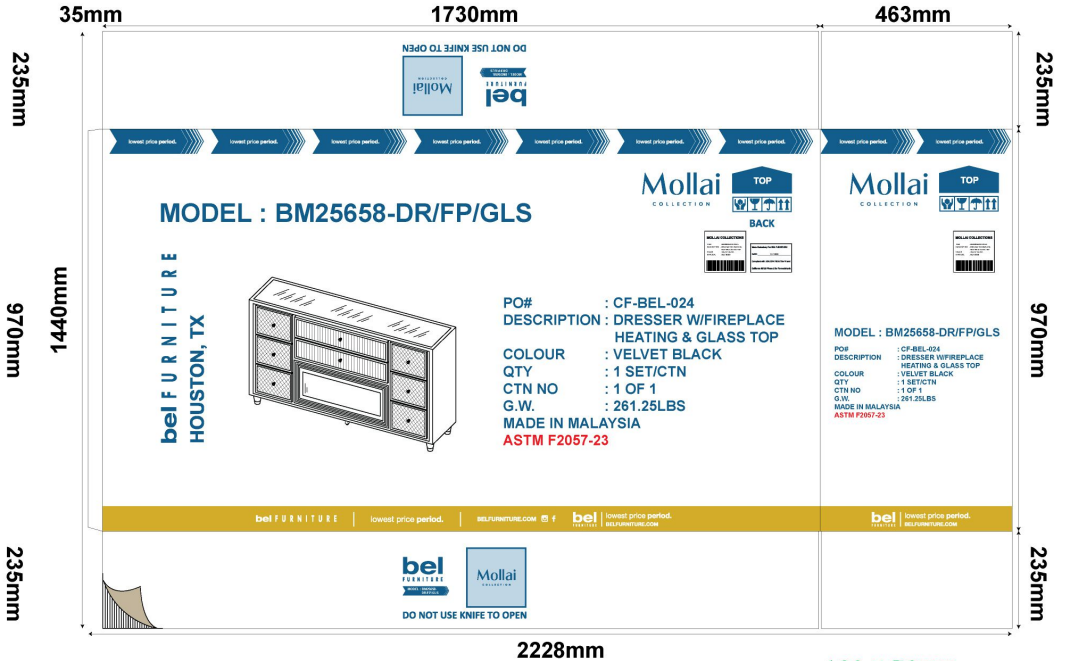 35mm
1730mm
463mm
235mm
235mm
DO NOT USE KNIFE TO OPEN
Mollai
COLLECTION
bel
FURNITURE
lowest price period.
lowest price period.
lowest price period.
lowest price period.
lowest price period.
lowest price period.
lowest price period.
lowest price period.
lowest price period.
Mollai
COLLECTION
TOP
BACK
Mollai
COLLECTION
TOP
MODEL : BM25658-DR/FP/GLS
MOLLAI COLLECTIONS
MOLLAI COLLECTIONS
bel FURNITURE
HOUSTON, TX
PO# : CF-BEL-024
DESCRIPTION : DRESSER W/FIREPLACE
HEATING & GLASS TOP
COLOUR : VELVET BLACK
QTY : 1 SET/CTN
CTN NO : 1 OF 1
G.W. : 261.25LBS
MADE IN MALAYSIA
ASTM F2057-23
MODEL : BM25658-DR/FP/GLS
PO# : CF-BEL-024
DESCRIPTION : DRESSER W/FIREPLACE
HEATING & GLASS TOP
COLOUR : VELVET BLACK
QTY : 1 SET/CTN
CTN NO : 1 OF 1
G.W. : 261.25LBS
MADE IN MALAYSIA
ASTM F2057-23
970mm
1440mm
970mm
bel FURNITURE
lowest price period.
BELFURNITURE.COM
bel
FURNITURE
lowest price period.
BELFURNITURE.COM
bel
FURNITURE
lowest price period.
BELFURNITURE.COM
235mm
235mm
bel
FURNITURE
Mollai
COLLECTION
DO NOT USE KNIFE TO OPEN
2228mm